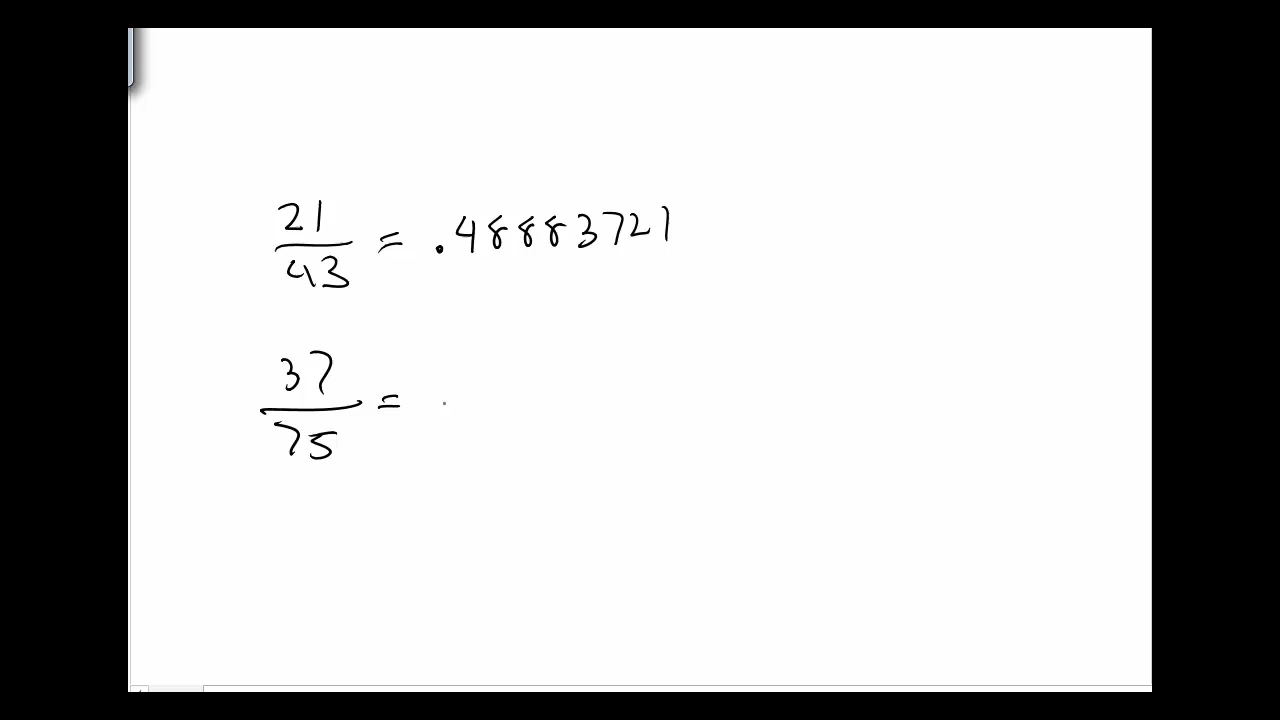 21/43 = .48883721
37/75 =